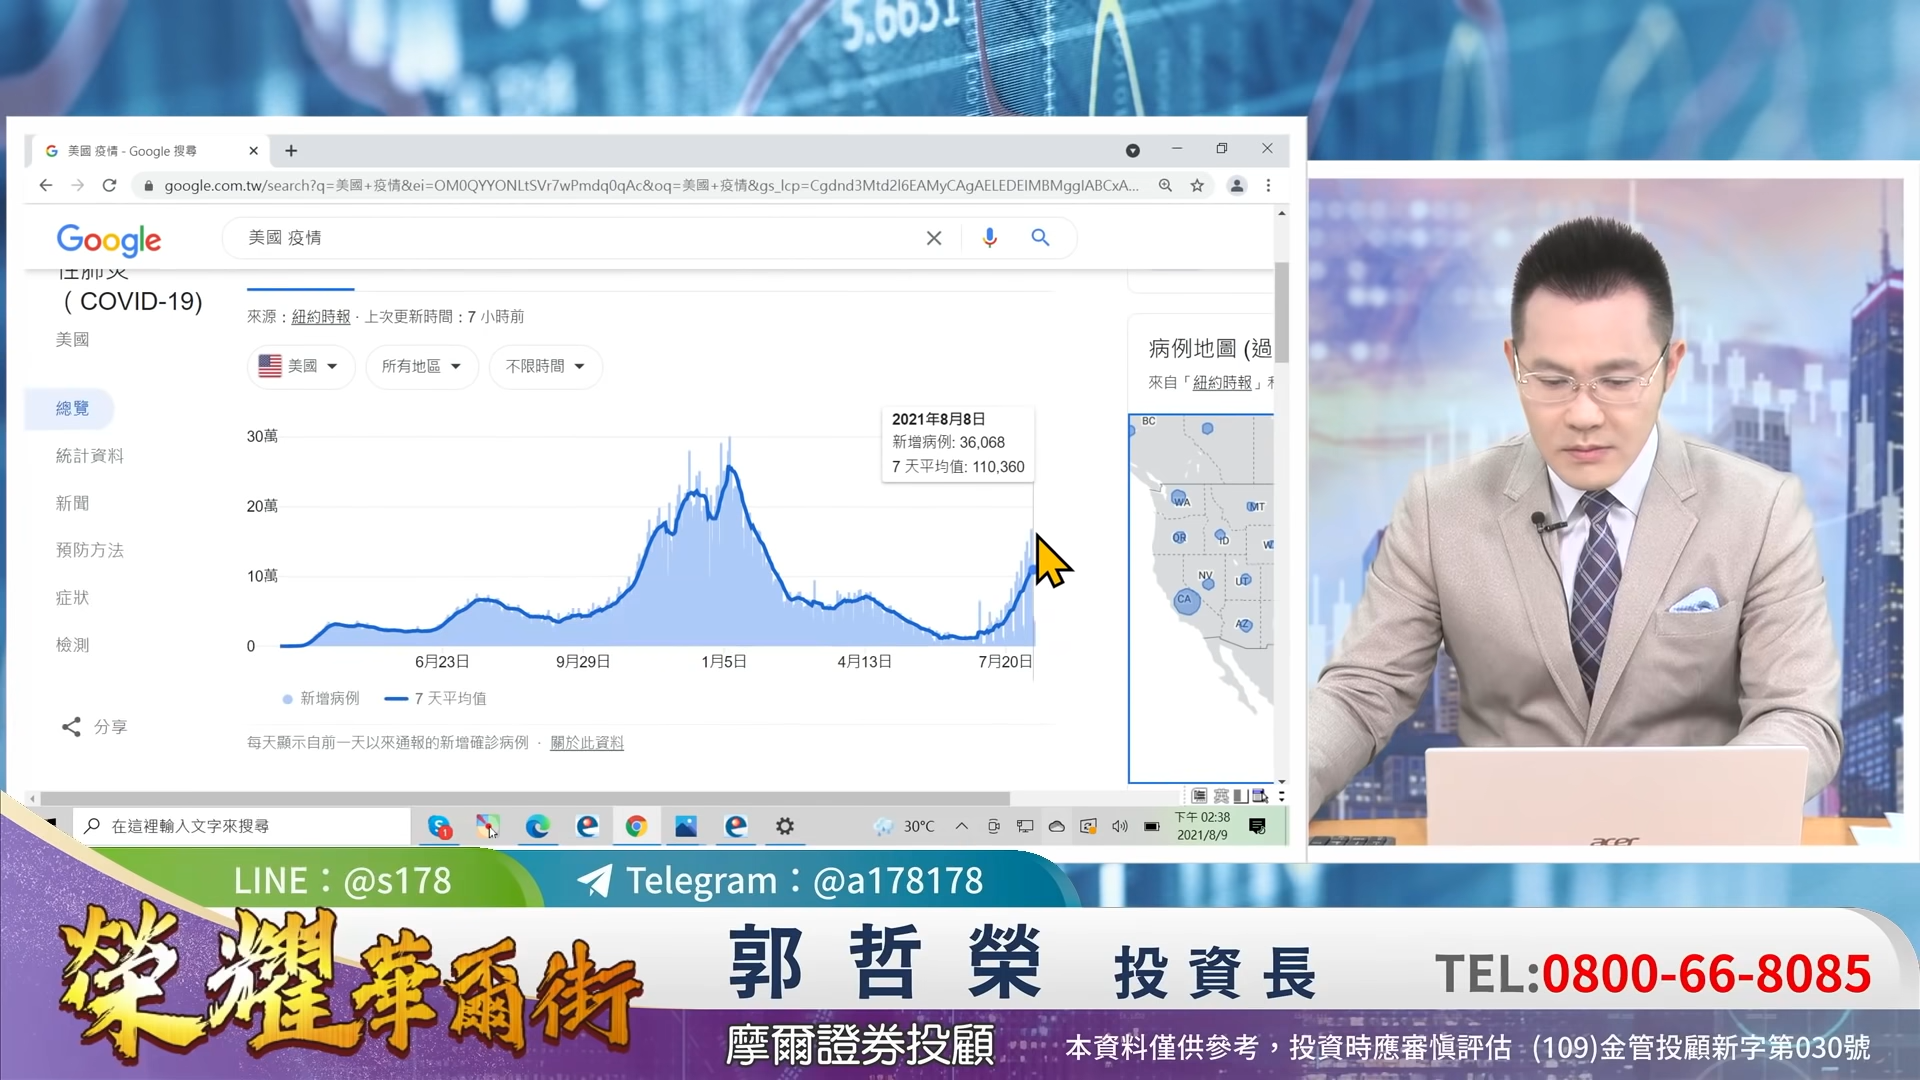 5.6631
美國 疫情 - Google 搜尋
google.com.tw/search?q=美國+疫情&ei=OM0QYYONLtSVr7wPmdq0qAc&oq=美國+疫情&gs_lcp=Cgdnd3Mtd2l6EAMyCAgAELEDEIMBMggIABCxA...
Google
美國 疫情
性肺炎
( COVID-19)
美國
總覽
統計資料
新聞
預防方法
症狀
檢測
分享
來源：紐約時報 · 上次更新時間：7 小時前
美國
所有地區
不限時間
2021年8月8日
新增病例: 36,068
7 天平均值: 110,360
30萬
20萬
10萬
0
6月23日
9月29日
1月5日
4月13日
7月20日
新增病例
7 天平均值
每天顯示自前一天以來通報的新增確診病例 · 關於此資料
病例地圖 (過
來自「紐約時報」
BC
WA
MT
OR
ID
NV
UT
CA
AZ
英
在這裡輸入文字來搜尋
1
30°C
下午 02:38
2021/8/9
acer
LINE：@s178
Telegram：@a178178
榮耀華爾街
郭哲榮 投資長
TEL:0800-66-8085
摩爾證券投顧
本資料僅供參考，投資時應審慎評估 (109)金管投顧新字第030號